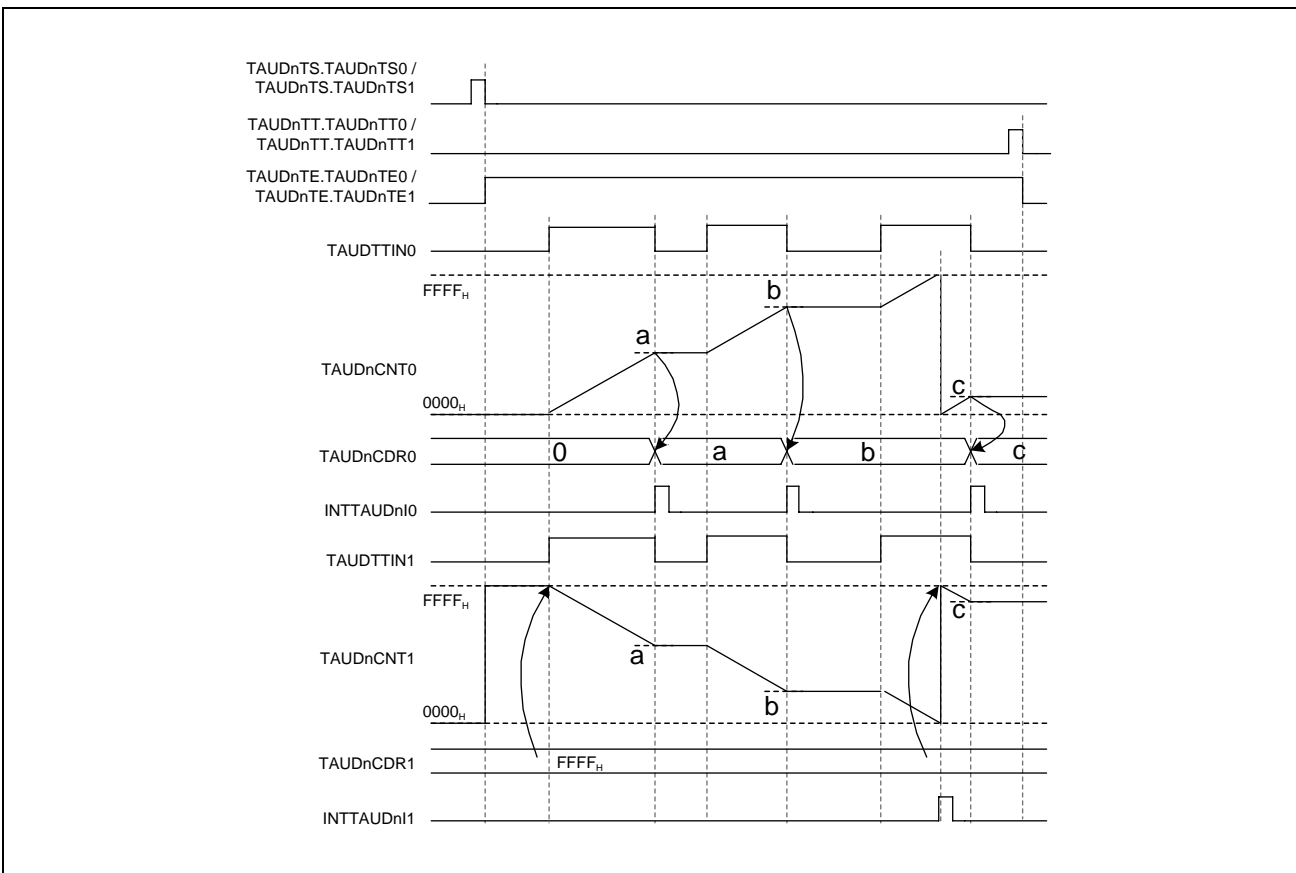 TAUDnTS.TAUDnTS0 /
TAUDnTS.TAUDnTS1
TAUDnTT.TAUDnTT0 /
TAUDnTT.TAUDnTT1
TAUDnTE.TAUDnTE0 /
TAUDnTE.TAUDnTE1
TAUDTTIN0
FFFFH
b
a
TAUDnCNT0
c
0000H
TAUDnCDR0
0 a b c
INTTAUDnI0
TAUDTTIN1
FFFFH
c
TAUDnCNT1
a
b
0000H
TAUDnCDR1
FFFFH
INTTAUDnI1